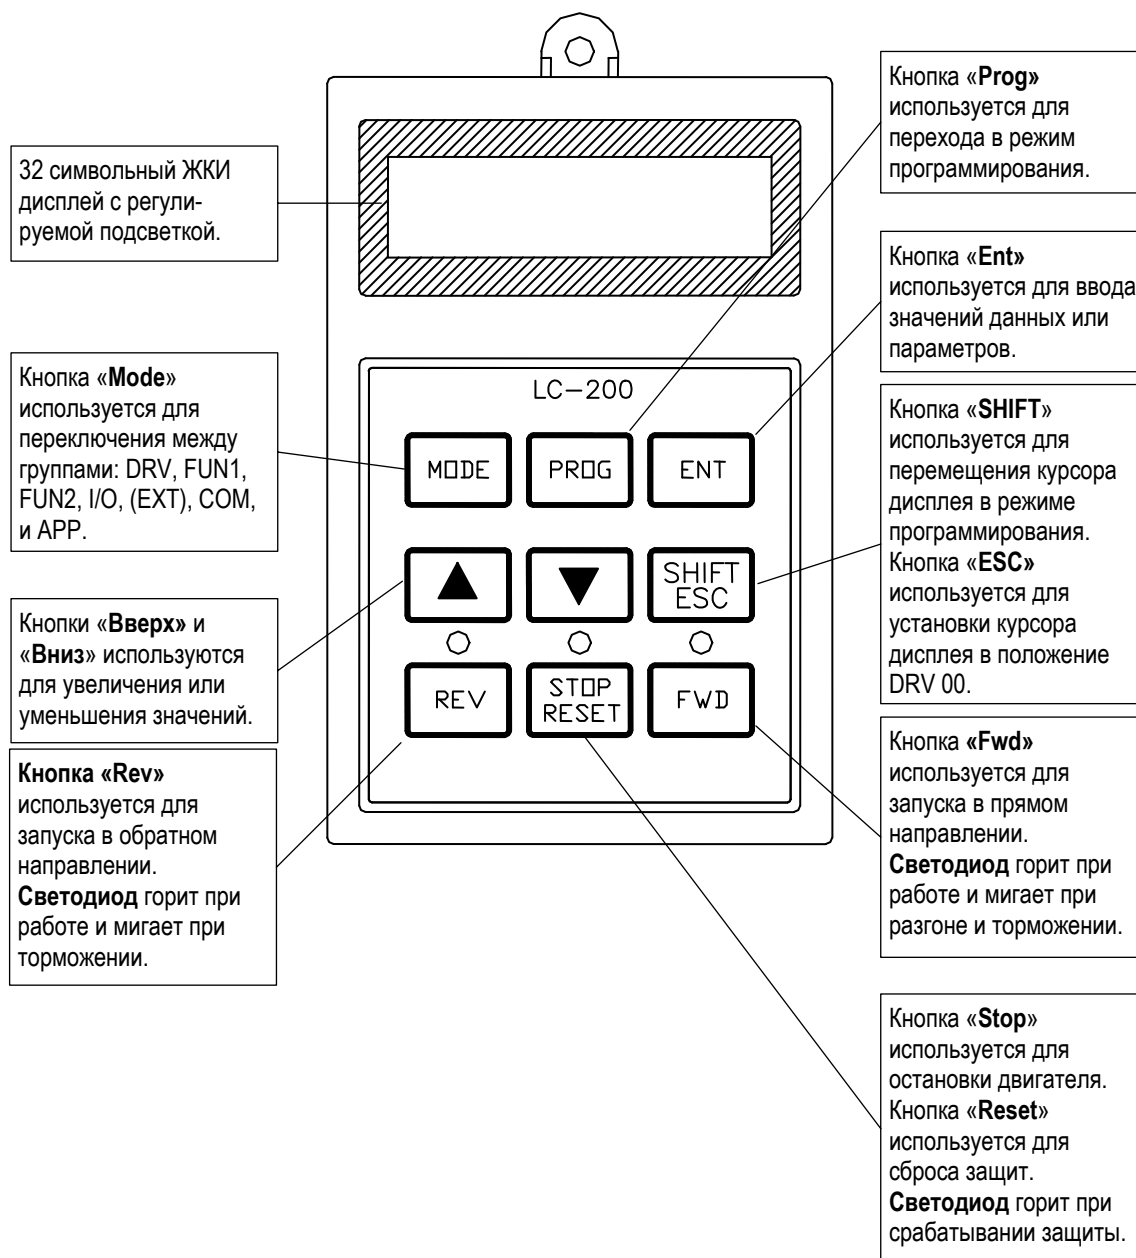 32 символьный ЖКИ
дисплей с регули-
руемой подсветкой.
Кнопка «Mode»
используется для
переключения между
группами: DRV, FUN1,
FUN2, I/O, (EXT), COM,
и APP.
Кнопки «Вверх» и
«Вниз» используются
для увеличения или
уменьшения значений.
Кнопка «Rev»
используется для
запуска в обратном
направлении.
Светодиод горит при
работе и мигает при
торможении.
LC-200
MODE
PROG
ENT
SHIFT
ESC
REV
STOP
RESET
FWD
Кнопка «Prog»
используется для
перехода в режим
программирования.
Кнопка «Ent»
используется для ввода
значений данных или
параметров.
Кнопка «SHIFT»
используется для
перемещения курсора
дисплея в режиме
программирования.
Кнопка «ESC»
используется для
установки курсора
дисплея в положение
DRV 00.
Кнопка «Fwd»
используется для
запуска в прямом
направлении.
Светодиод горит при
работе и мигает при
разгоне и торможении.
Кнопка «Stop»
используется для
остановки двигателя.
Кнопка «Reset»
используется для
сброса защит.
Светодиод горит при
срабатывании защиты.